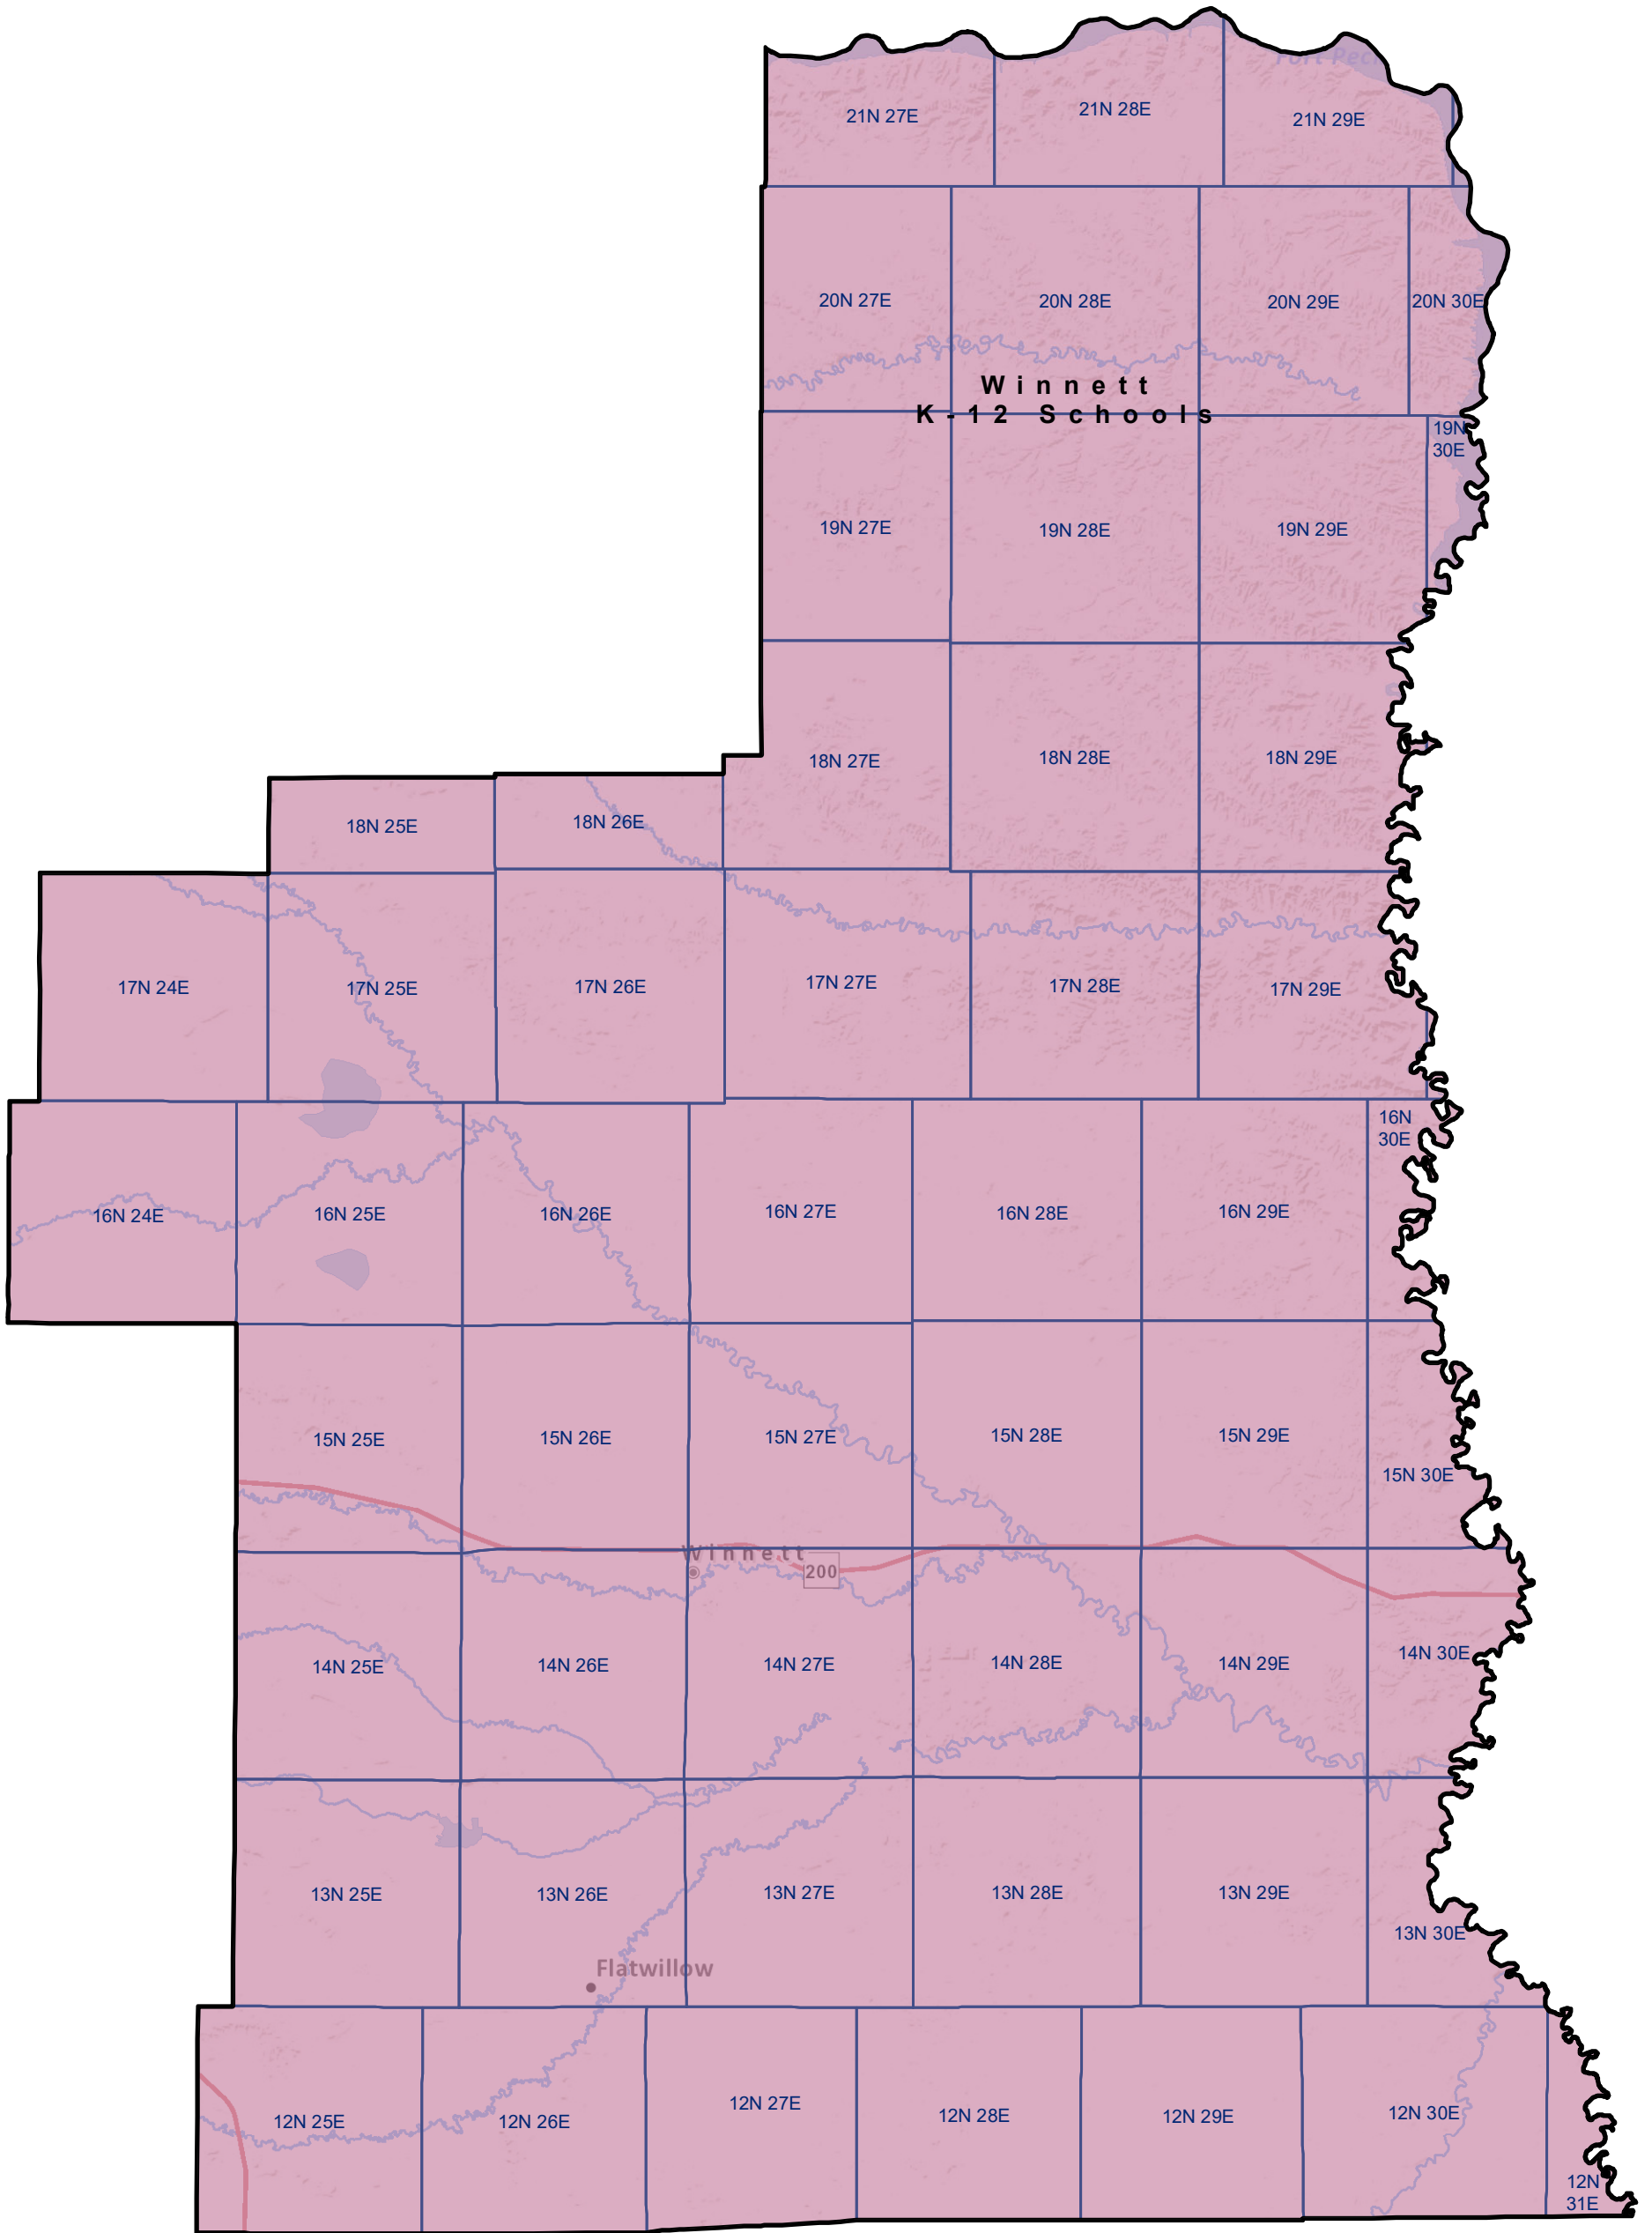 Fort Peck
21N 27E
21N 28E
21N 29E
20N 27E
20N 28E
20N 29E
20N 30E
Winnett
K-12 Schools
19N
30E
19N 27E
19N 28E
19N 29E
18N 27E
18N 28E
18N 29E
18N 25E
18N 26E
17N 24E
17N 25E
17N 26E
17N 27E
17N 28E
17N 29E
16N
30E
16N 24E
16N 25E
16N 26E
16N 27E
16N 28E
16N 29E
15N 25E
15N 26E
15N 27E
15N 28E
15N 29E
15N 30E
Winnett
200
14N 25E
14N 26E
14N 27E
14N 28E
14N 29E
14N 30E
13N 25E
13N 26E
13N 27E
13N 28E
13N 29E
13N 30E
Flatwillow
12N 25E
12N 26E
12N 27E
12N 28E
12N 29E
12N 30E
12N
31E